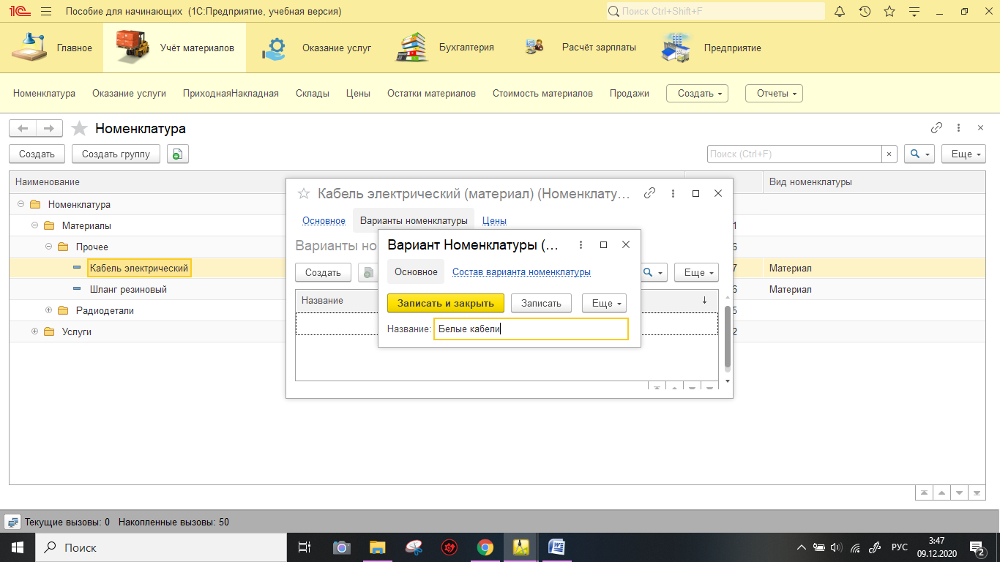 1С Пособие для начинающих (1С:Предприятие, учебная версия) Поиск Ctrl+Shift+F
Главное Учёт материалов Оказание услуг Бухгалтерия Расчёт зарплаты Предприятие
Номенклатура Оказание услуги ПриходнаяНакладная Склады Цены Остатки материалов Стоимость материалов Продажи Создать Отчеты
Номенклатура
Создать Создать группу Поиск (Ctrl+F) × Еще
Наименование Вид номенклатуры
Номенклатура
Материалы 1
Прочее 6
Кабель электрический 7 Материал
Шланг резиновый 6 Материал
Радиодетали 5
Услуги 2
Кабель электрический (материал) (Номенклату...
Основное Варианты номенклатуры Цены
Варианты но
Создать Еще
Название
Вариант Номенклатуры (...
Основное Состав варианта номенклатуры
Записать и закрыть Записать Еще
Название: Белые кабели
Текущие вызовы: 0 Накопленные вызовы: 50
Поиск РУС 3:47
09.12.2020 2